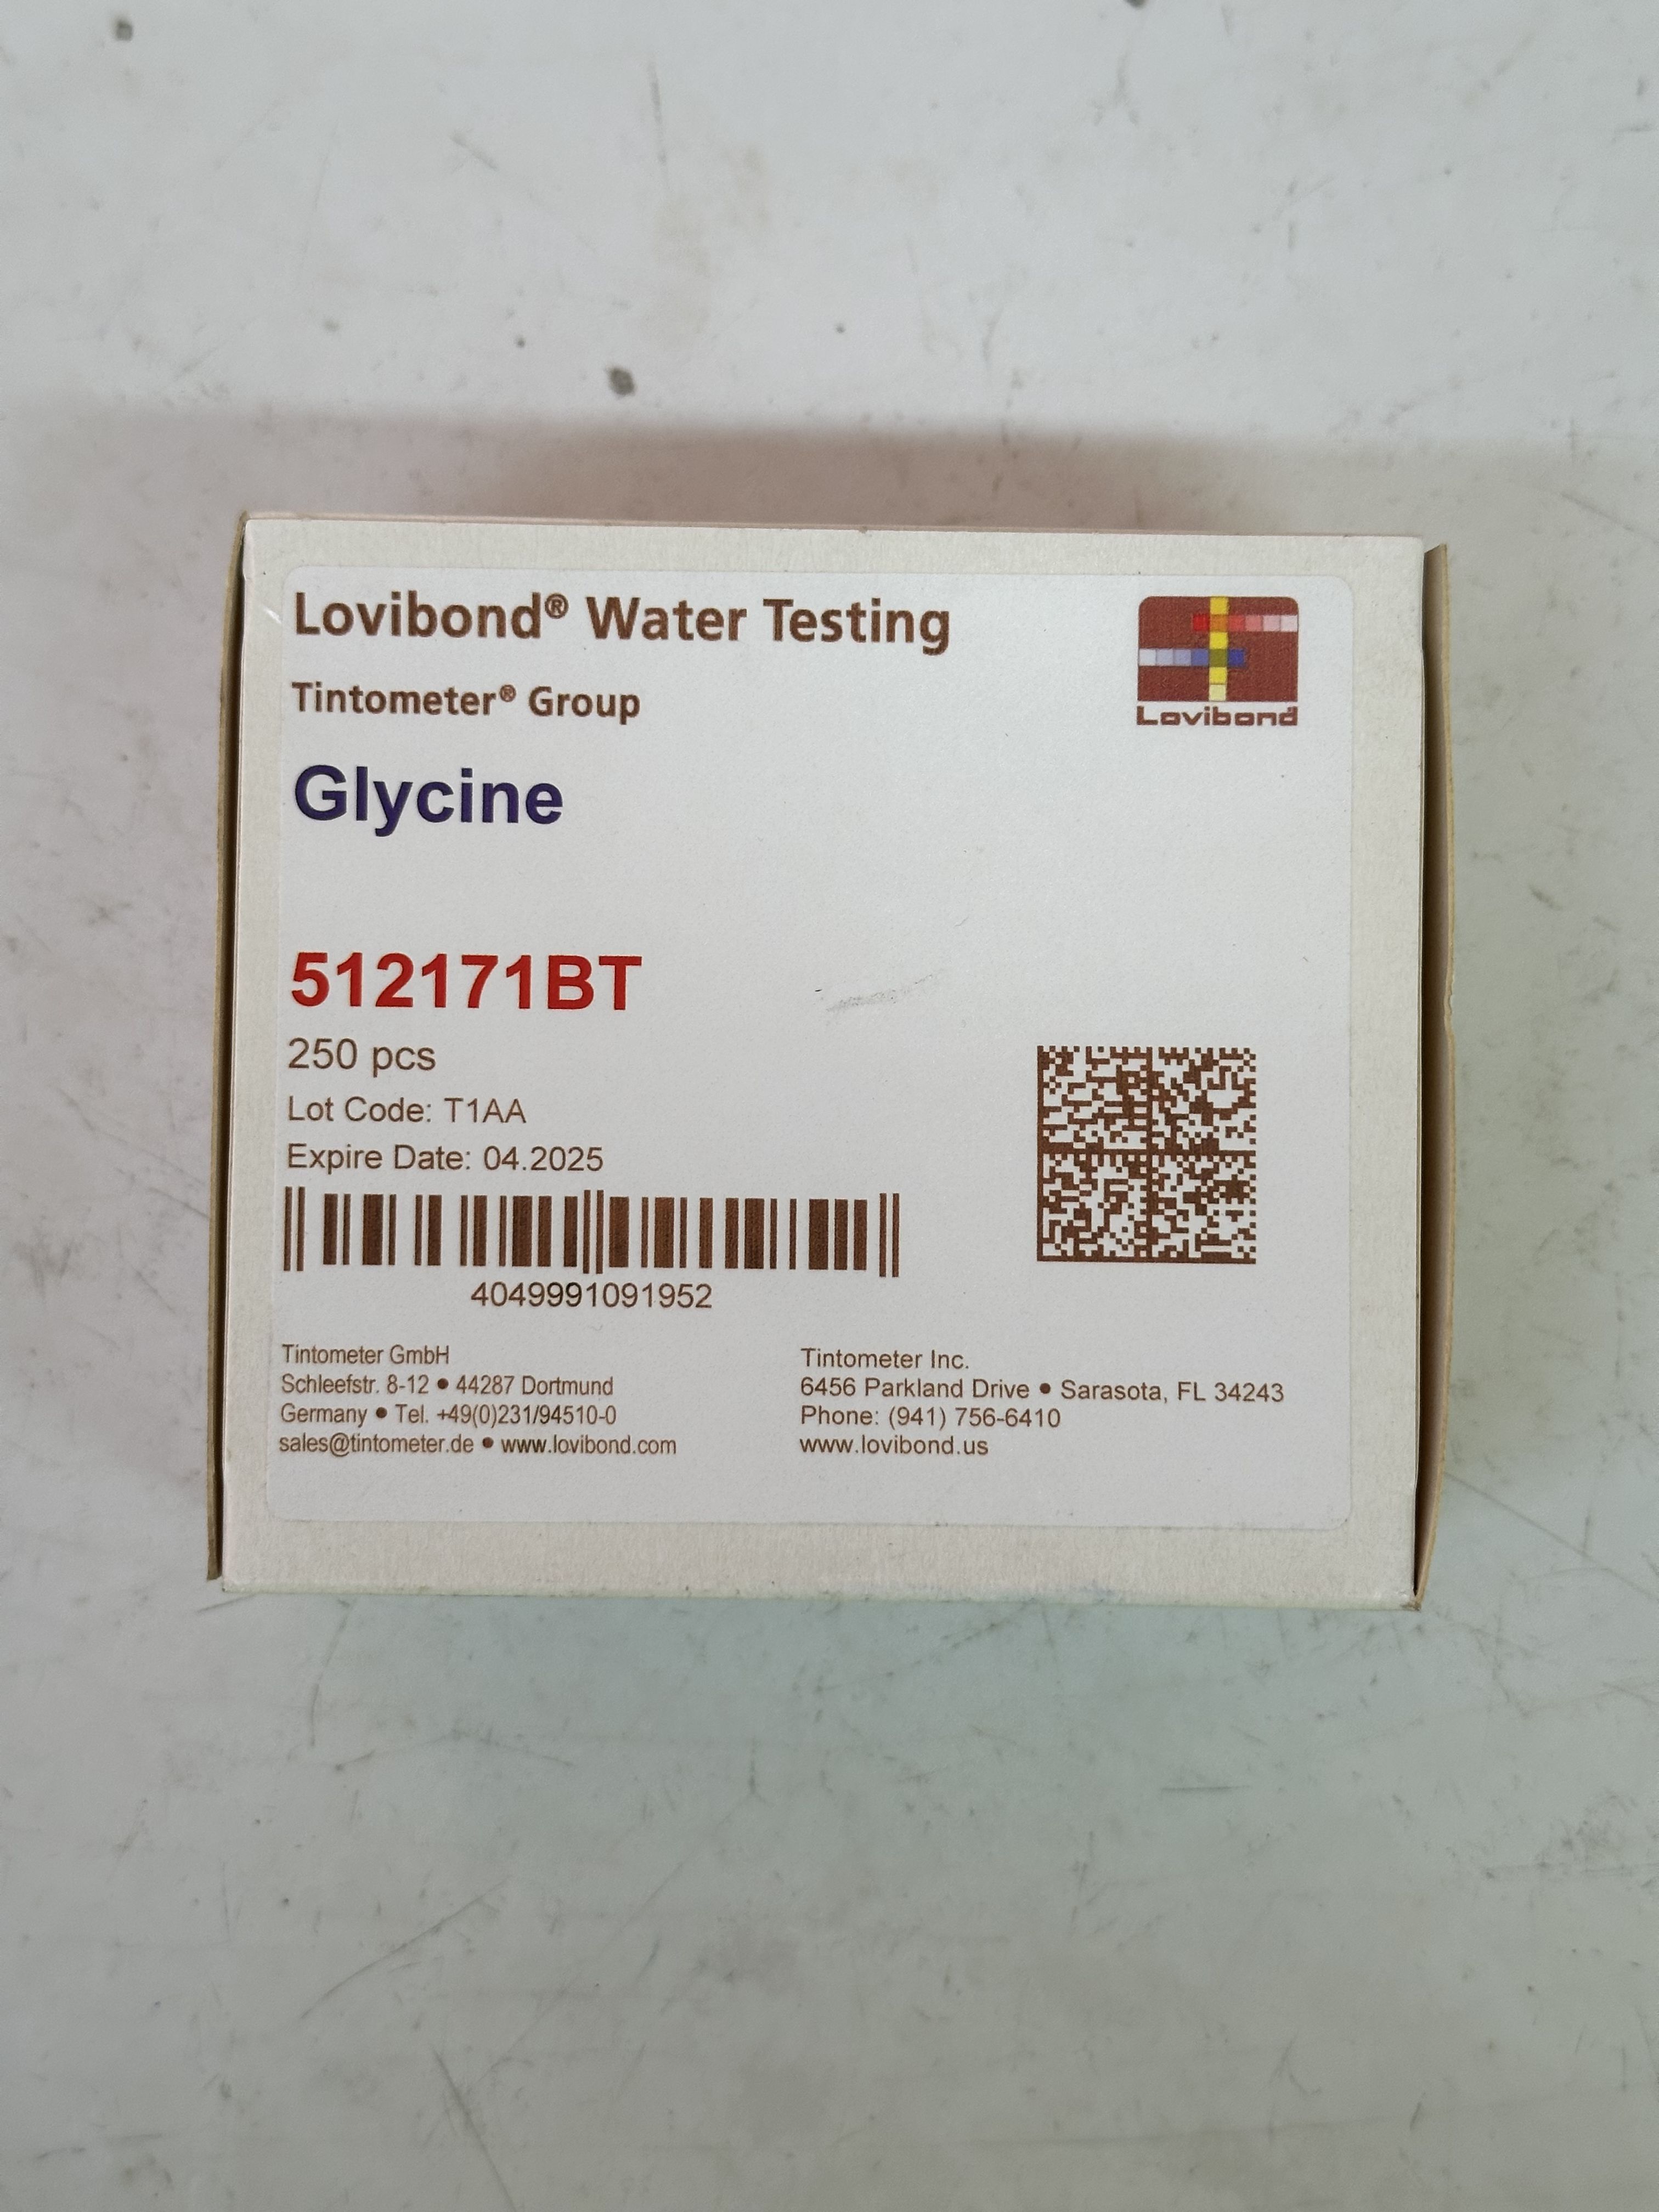 Lovibond® Water Testing
Lovibond
Tintometer® Group
Glycine
512171BT
250 pcs
Lot Code: T1AA
Expire Date: 04.2025
4049991091952
Tintometer GmbH
Schleefstr. 8-12 • 44287 Dortmund
Germany • Tel. +49(0)231/94510-0
sales@tintometer.de • www.lovibond.com
Tintometer Inc.
6456 Parkland Drive • Sarasota, FL 34243
Phone: (941) 756-6410
www.lovibond.us